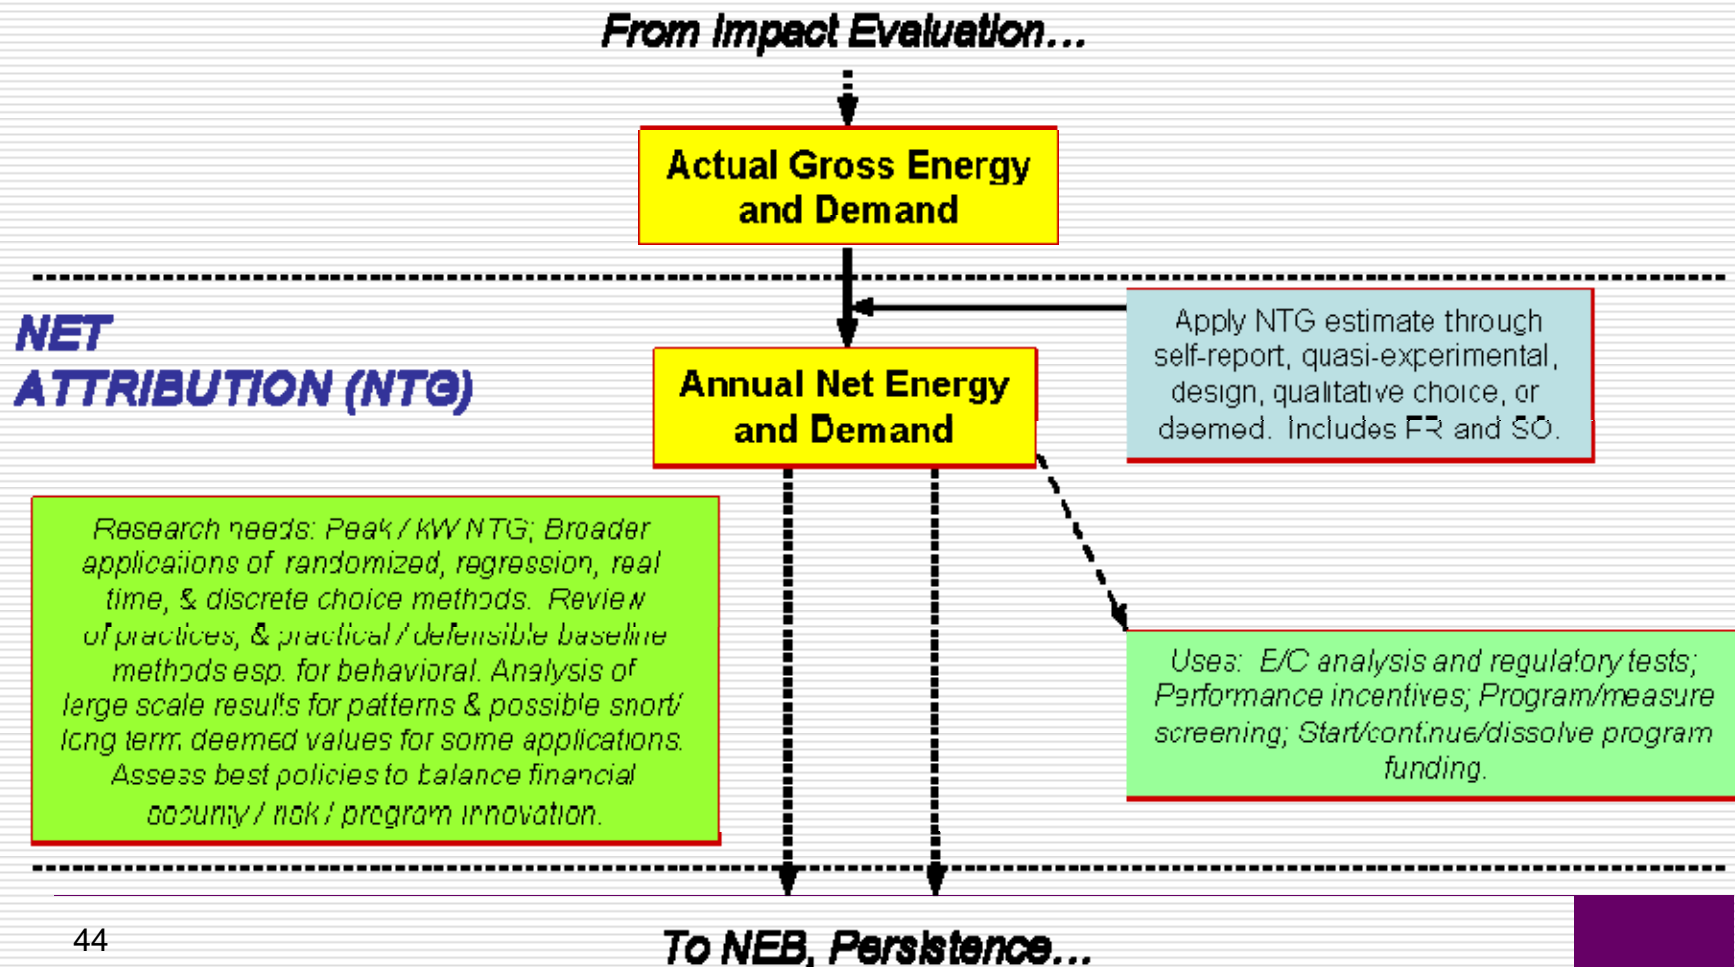 From Impact Evaluation...
Actual Gross Energy
and Demand
NET
ATTRIBUTION (NTG)
Apply NTG estimate through
self-report, quasi-experimental,
design, qualitative choice, or
deemed. Includes FR and SO.
Annual Net Energy
and Demand
Research needs: Peak / kW NTG; Broader
applications of randomized, regression, real
time, & discrete choice methods. Review
of practices, & practical / defensible baseline
methods esp. for behavioral. Analysis of
large scale results for patterns & possible short/
long term deemed values for some applications.
Assess best policies to balance financial
security / risk / program innovation.
Uses: B/C analysis and regulatory tests;
Performance incentives; Program/measure
screening; Start/continue/dissolve program
funding.
44
To NEB, Persistence...